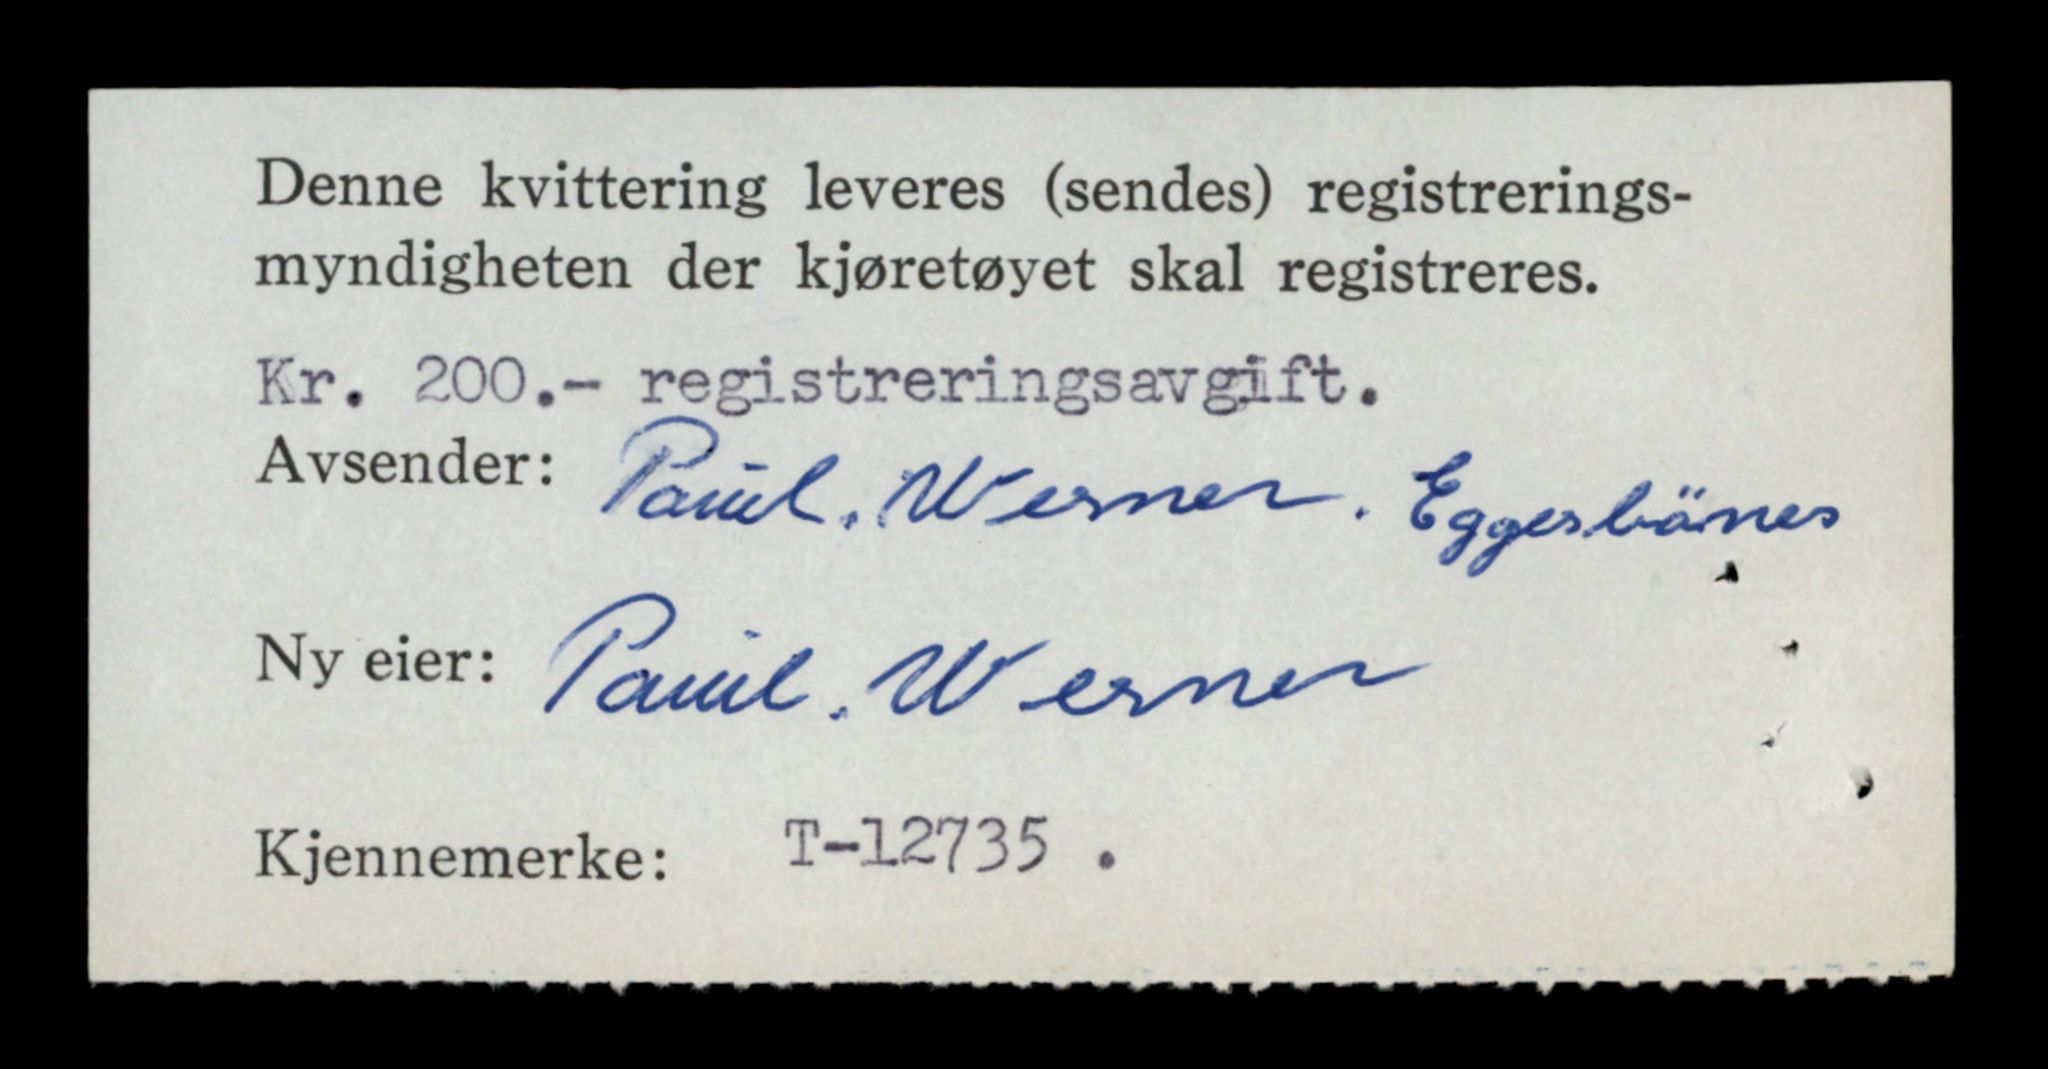 Denne kvittering leveres (sendes) registrerings-
myndigheten der kjøretøyet skal registreres.
Kr. 200.- registreringsavgift.
Avsender: Paul. Werner. Eggesbönes
Ny eier: Paul. Werner
Kjennemerke: T-12735 .